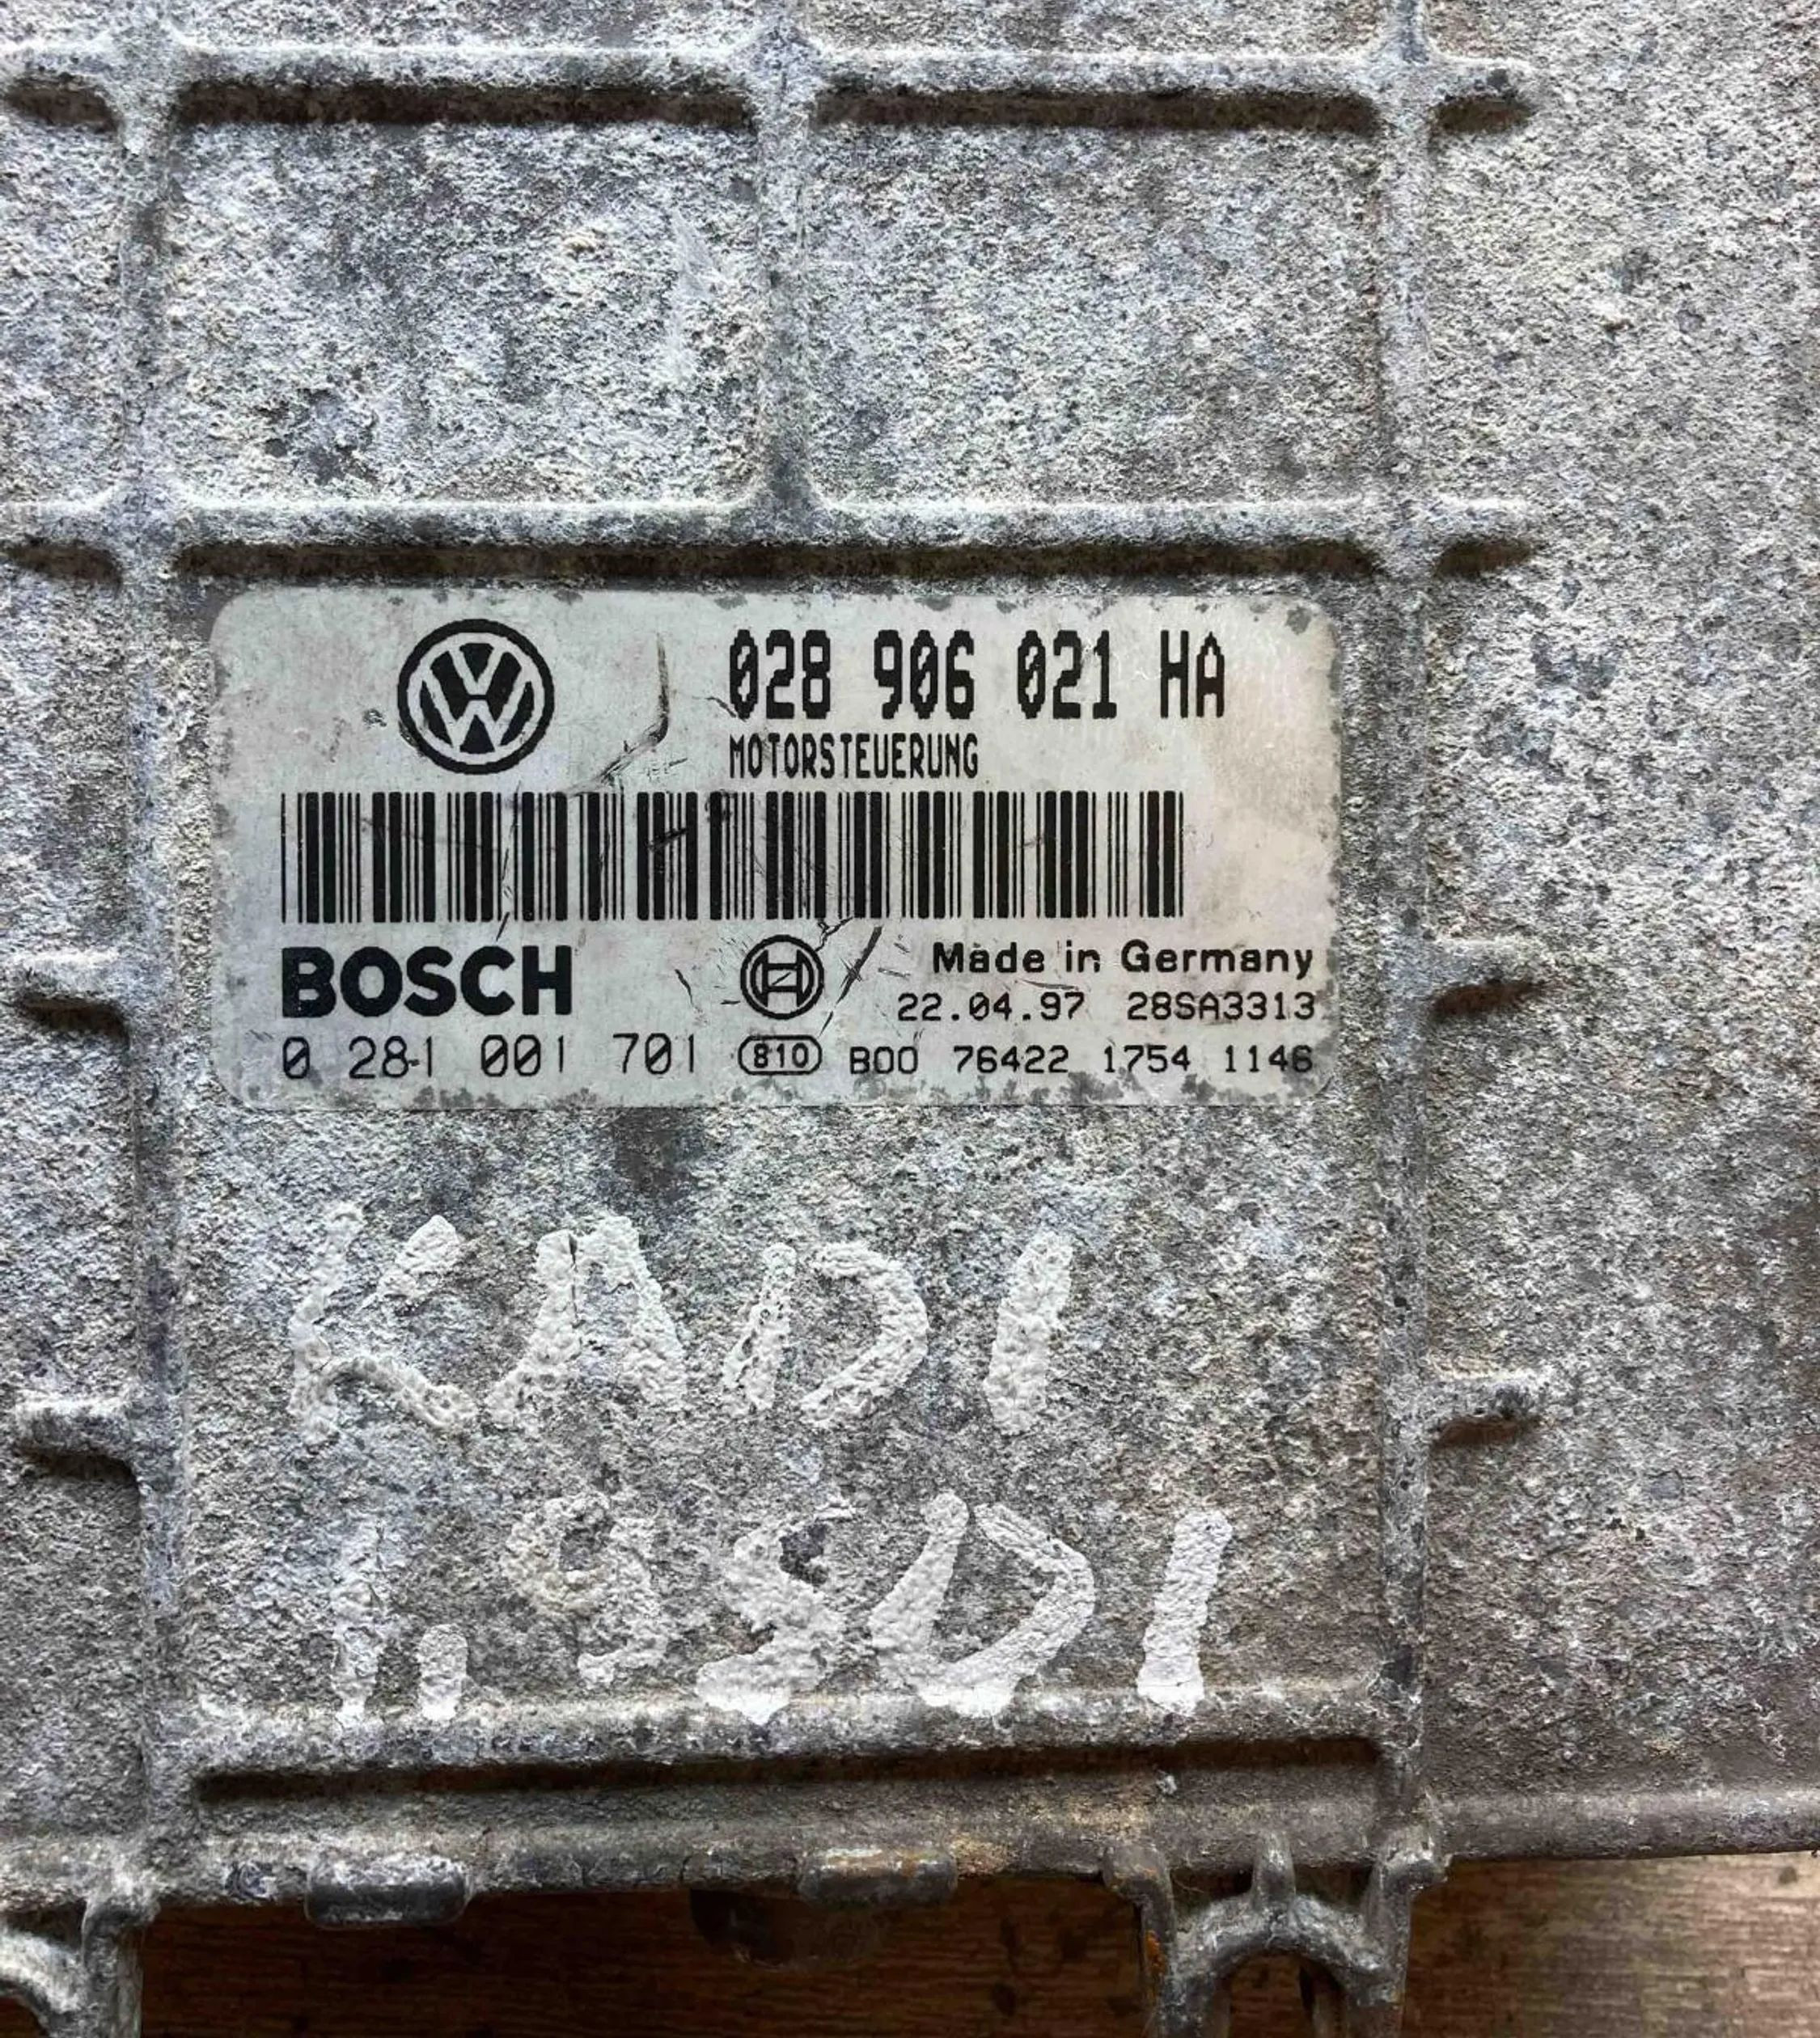 028 906 021 HA
MOTORSTEUERUNG
BOSCH
Made in Germany
22.04.97 28SA3313
0 281 001 701 810 B00 76422 1754 1146
KADI
1.9SDI